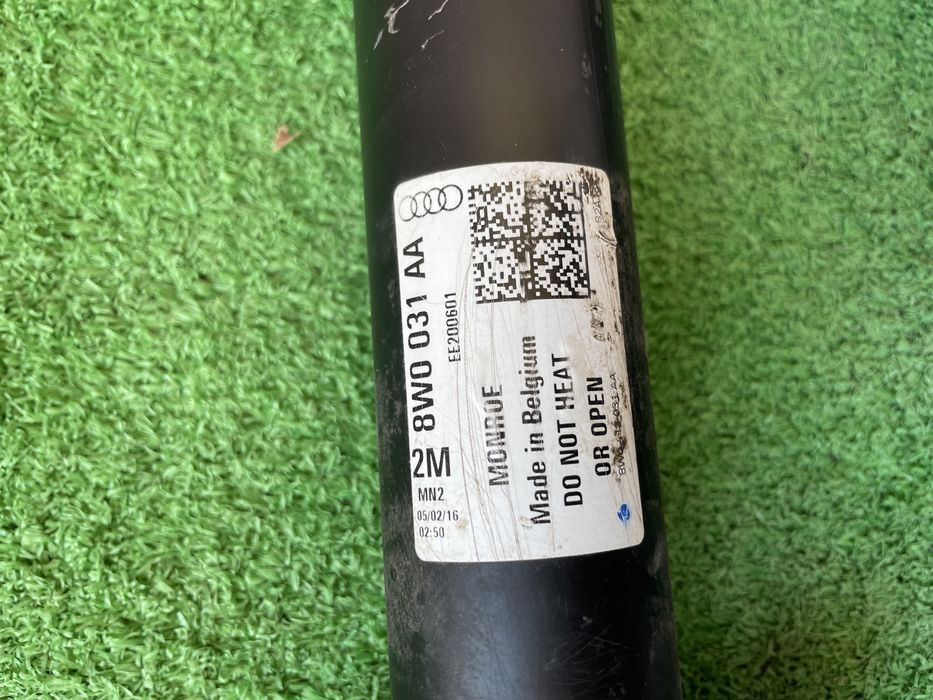 8W0 031 AA
EE200601
MONROE
Made in Belgium
DO NOT HEAT
OR OPEN
2M
MN2
05/02/16
02:50